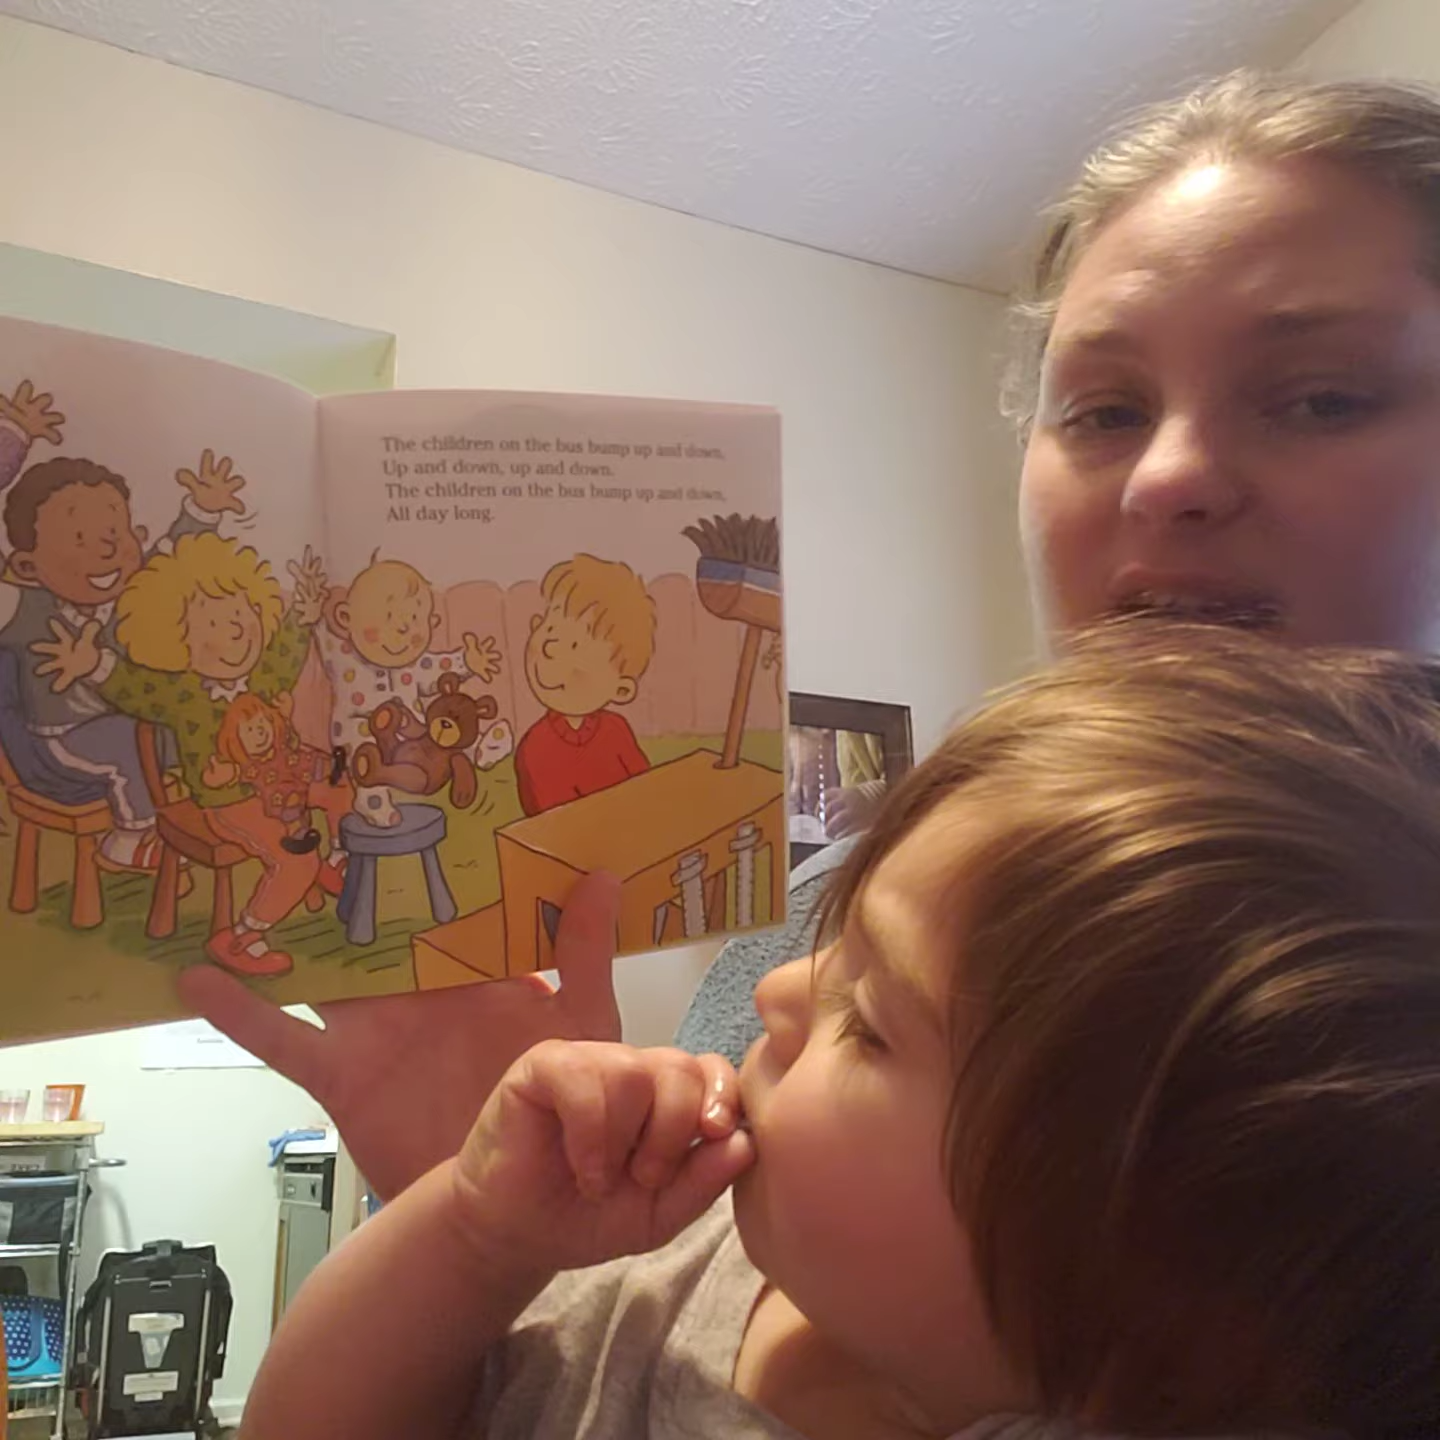 The children on the bus bump up and down,
Up and down, up and down.
The children on the bus bump up and down,
All day long.